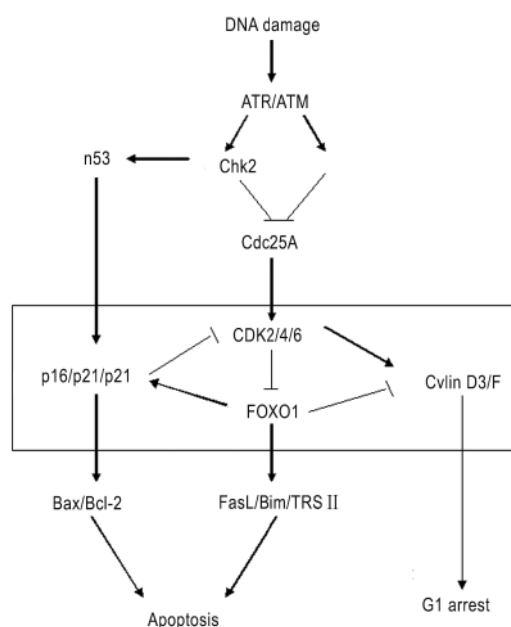 DNA damage
ATR/ATM
n53
Chk2
Cdc25A
CDK2/4/6
p16/p21/p21
Cvlin D3/F
FOXO1
Bax/Bcl-2
FasL/Bim/TRS II
G1 arrest
Apoptosis